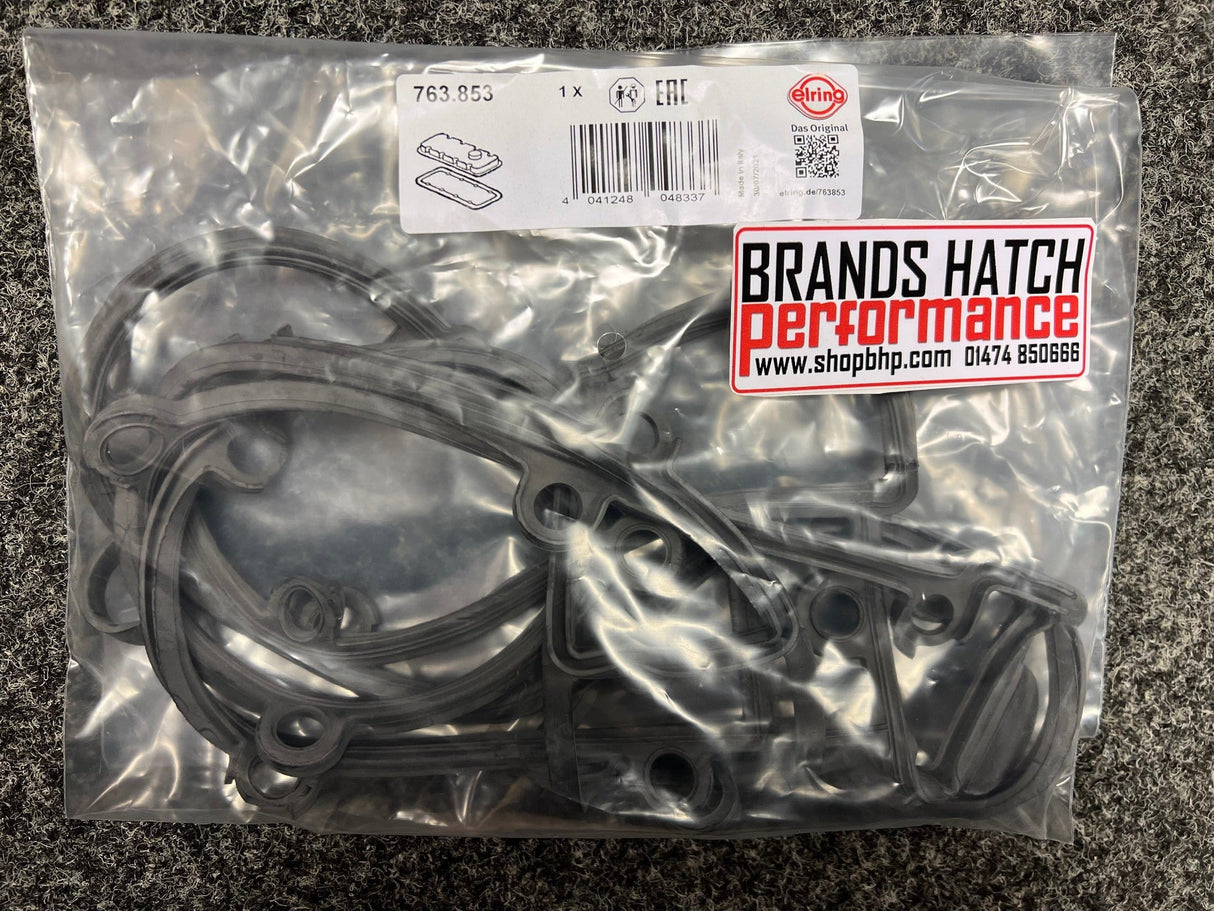 763.853
1 X
EAC
elring
Das Original
4 041248 048337
Made in Italy
elring.de/763853
BRANDS HATCH
performance
www.shopbhp.com 01474 850666